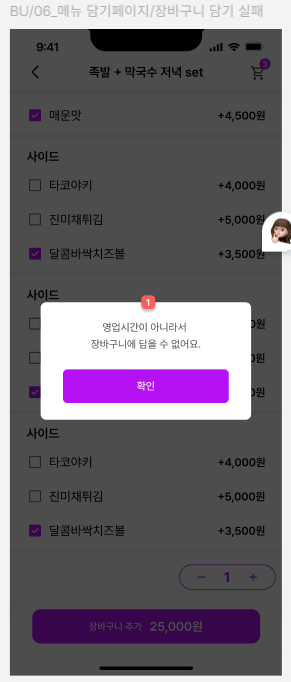 BU/06_메뉴 담기페이지/장바구니 담기 실패
9:41
족발 + 막국수 저녁 set
3
매운맛 +4,500원
사이드
타코야키 +4,000원
진미채튀김 +5,000원
달콤바싹치즈볼 +3,500원
사이드
1
영업시간이 아니라서
장바구니에 담을 수 없어요.
확인
사이드
타코야키 +4,000원
진미채튀김 +5,000원
달콤바싹치즈볼 +3,500원
− 1 +
장바구니 추가 25,000원